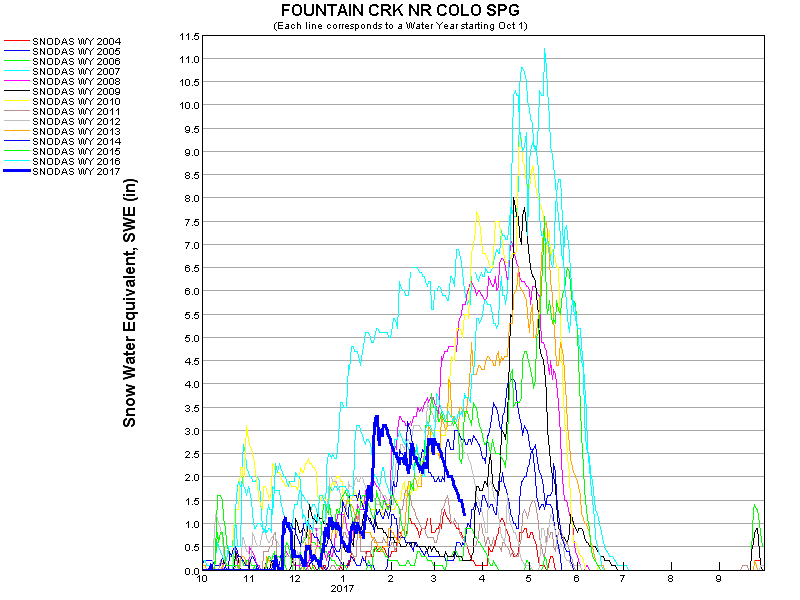 FOUNTAIN CRK NR COLO SPG
(Each line corresponds to a Water Year starting Oct 1)
SNODAS WY 2004
SNODAS WY 2005
SNODAS WY 2006
SNODAS WY 2007
SNODAS WY 2008
SNODAS WY 2009
SNODAS WY 2010
SNODAS WY 2011
SNODAS WY 2012
SNODAS WY 2013
SNODAS WY 2014
SNODAS WY 2015
SNODAS WY 2016
SNODAS WY 2017
Snow Water Equivalent, SWE (in)
11.5
11.0
10.5
10.0
9.5
9.0
8.5
8.0
7.5
7.0
6.5
6.0
5.5
5.0
4.5
4.0
3.5
3.0
2.5
2.0
1.5
1.0
0.5
0.0
10 11 12 1 2 3 4 5 6 7 8 9
2017